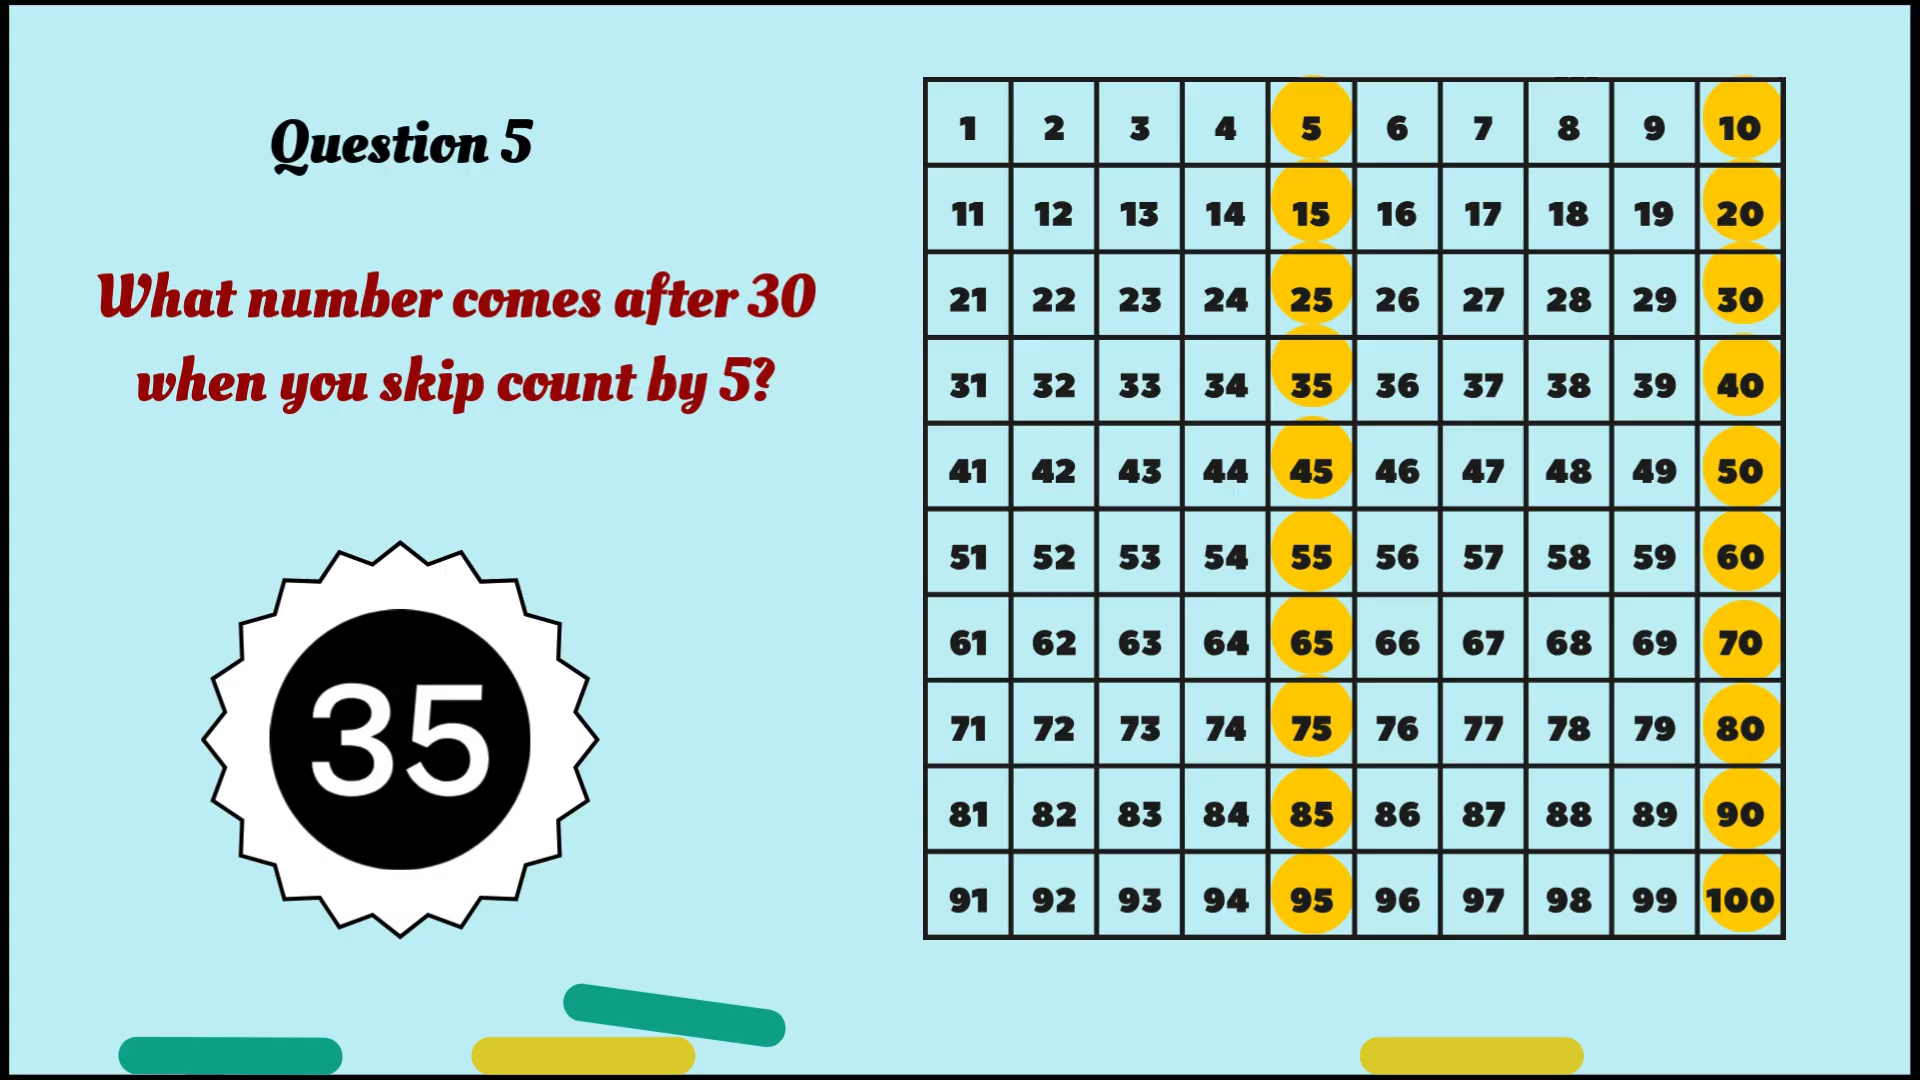 Question 5
What number comes after 30
when you skip count by 5?
35
1 2 3 4 5 6 7 8 9 10
11 12 13 14 15 16 17 18 19 20
21 22 23 24 25 26 27 28 29 30
31 32 33 34 35 36 37 38 39 40
41 42 43 44 45 46 47 48 49 50
51 52 53 54 55 56 57 58 59 60
61 62 63 64 65 66 67 68 69 70
71 72 73 74 75 76 77 78 79 80
81 82 83 84 85 86 87 88 89 90
91 92 93 94 95 96 97 98 99 100